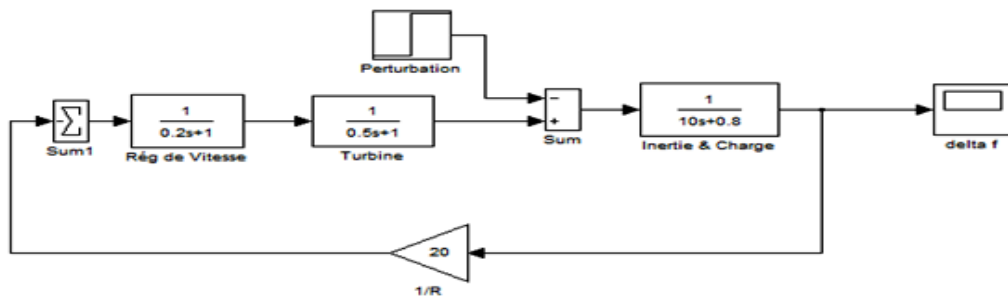 Perturbation
1
0.2s+1
1
0.5s+1
−
+
1
10s+0.8
Sum1
Rég de Vitesse
Turbine
Sum
Inertie & Charge
delta f
20
1/R